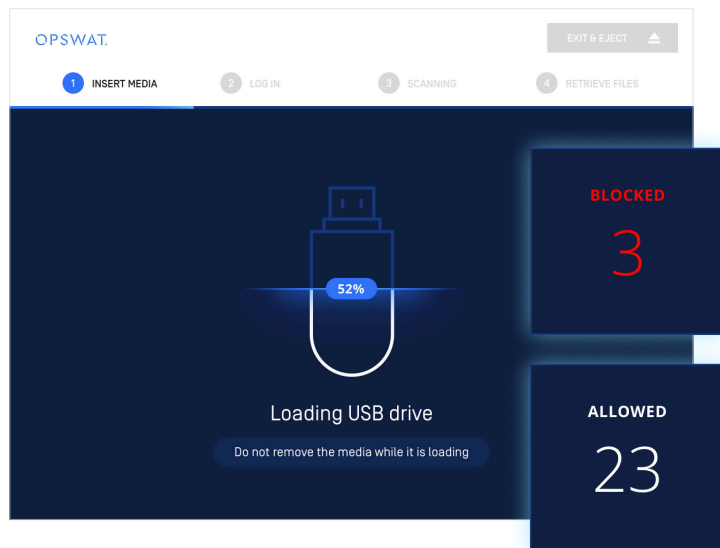 OPSWAT.
EXIT & EJECT
1 INSERT MEDIA
2 LOG IN
3 SCANNING
4 RETRIEVE FILES
BLOCKED
3
52%
Loading USB drive
Do not remove the media while it is loading
ALLOWED
23